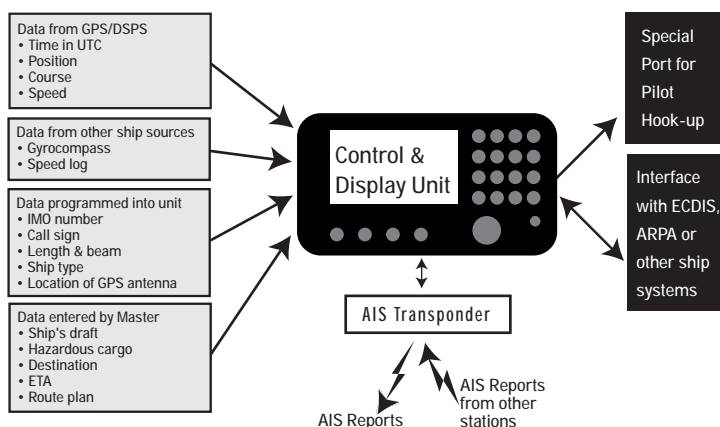 Data from GPS/DSPS
• Time in UTC
• Position
• Course
• Speed
Data from other ship sources
• Gyrocompass
• Speed log
Data programmed into unit
• IMO number
• Call sign
• Length & beam
• Ship type
• Location of GPS antenna
Data entered by Master
• Ship's draft
• Hazardous cargo
• Destination
• ETA
• Route plan
Control &
Display Unit
AIS Transponder
AIS Reports
AIS Reports
from other
stations
Special
Port for
Pilot
Hook-up
Interface
with ECDIS,
ARPA or
other ship
systems